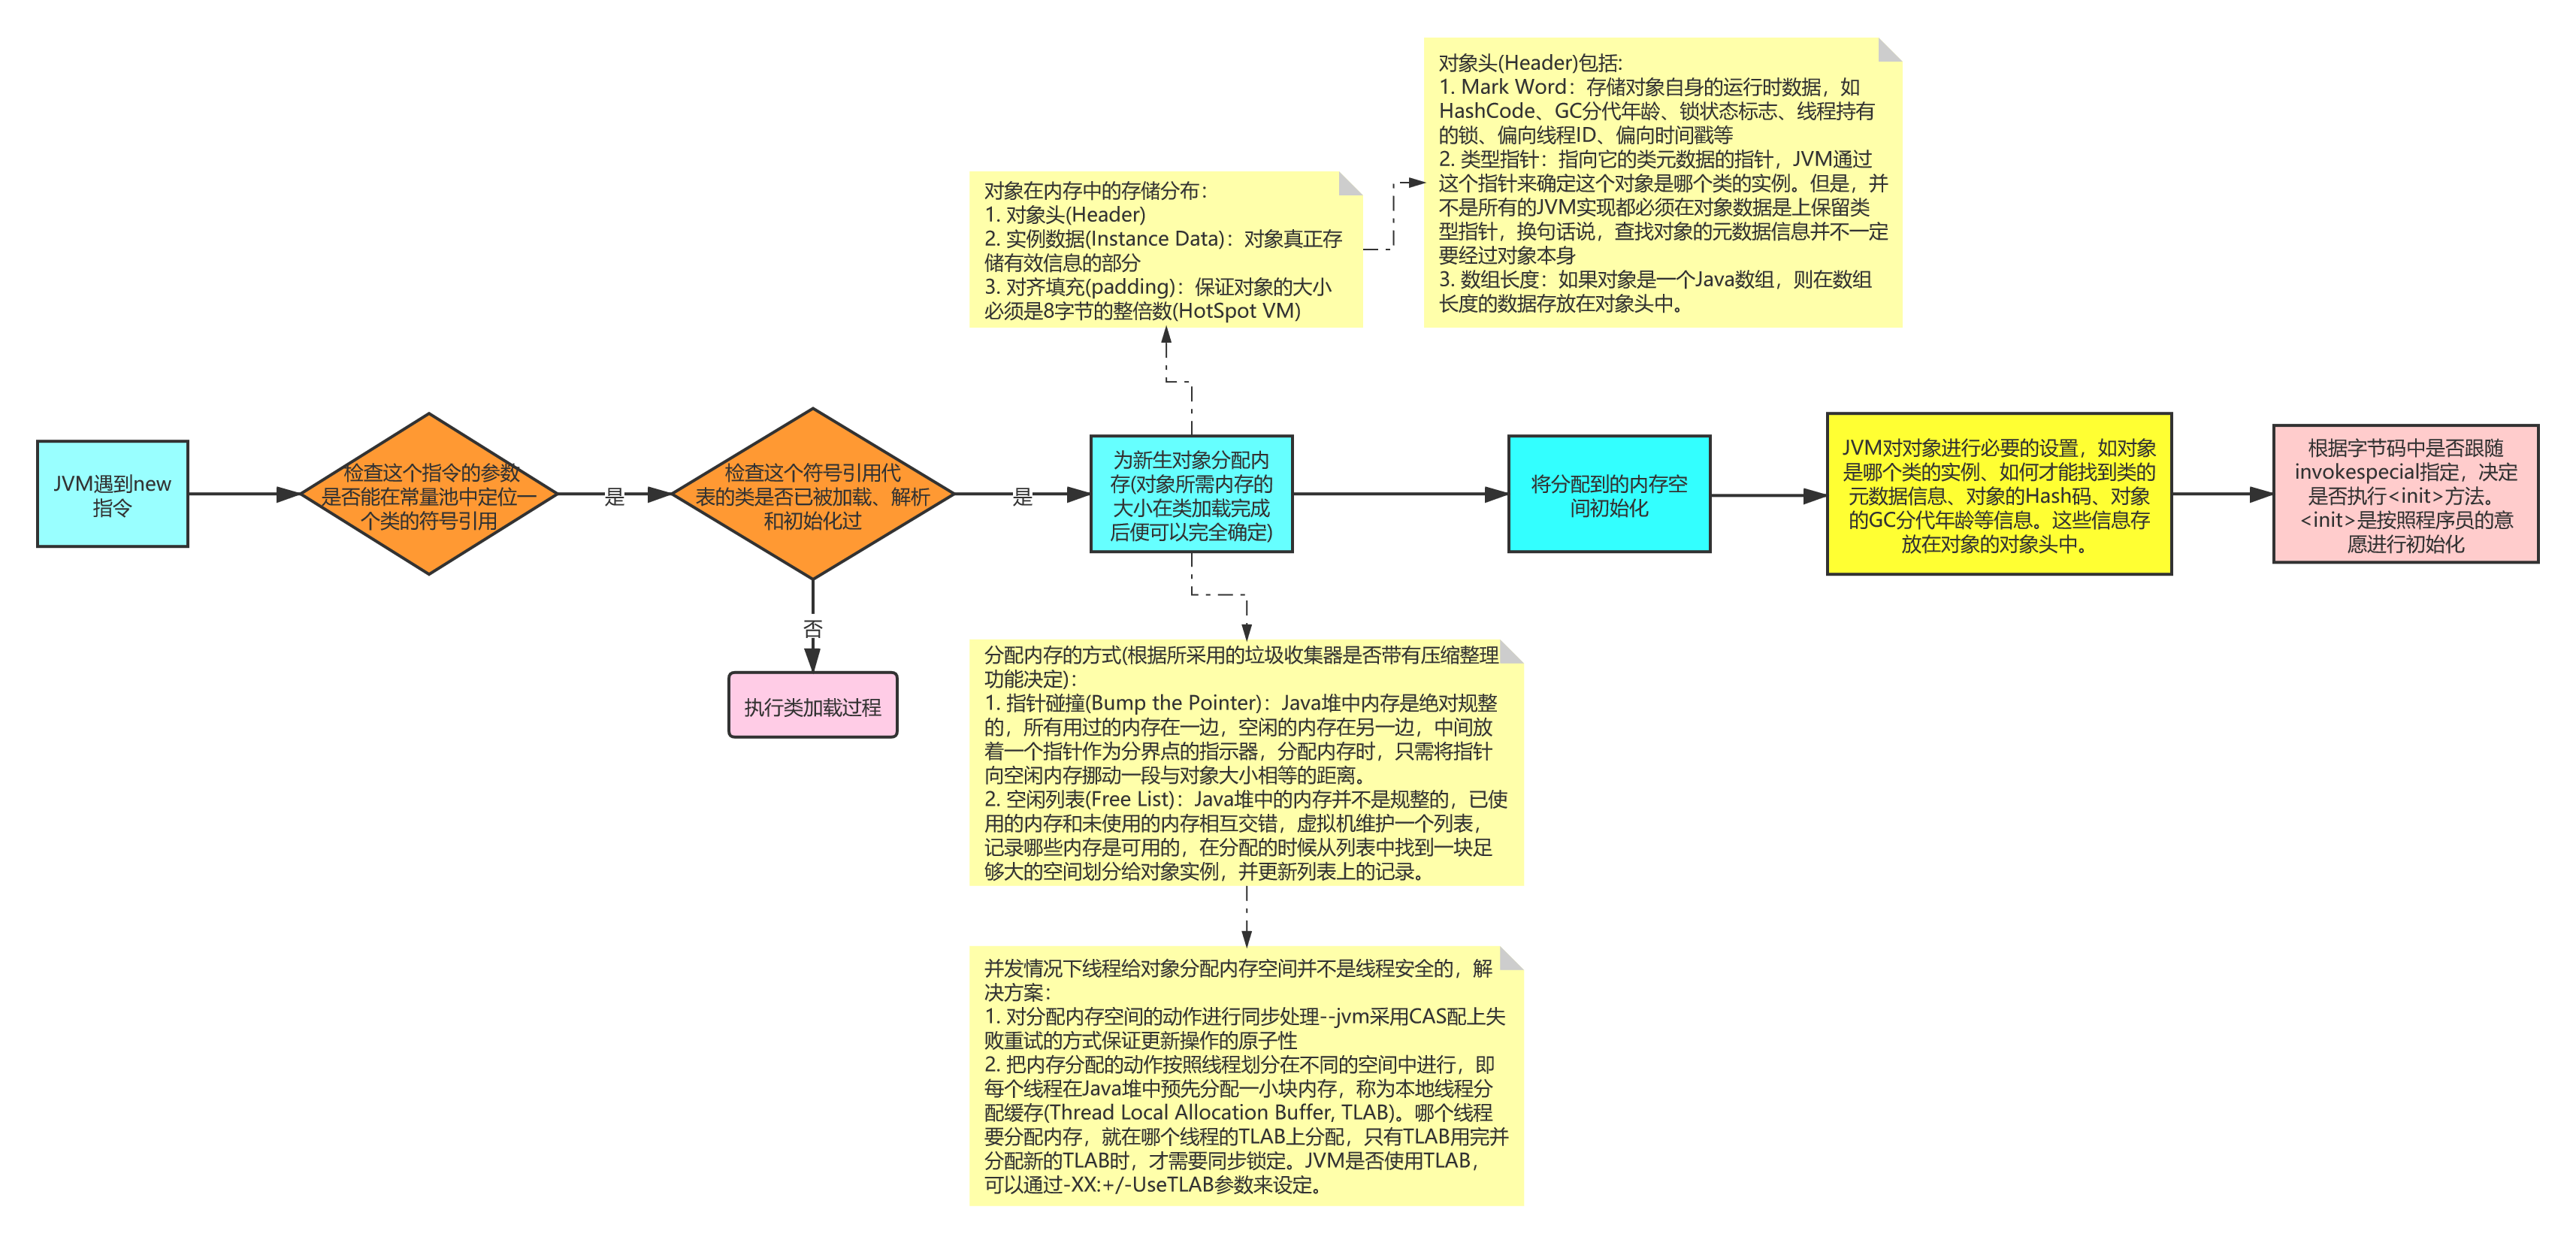 对象头(Header)包括:
1. Mark Word：存储对象自身的运行时数据，如
HashCode、GC分代年龄、锁状态标志、线程持有
的锁、偏向线程ID、偏向时间戳等
2. 类型指针：指向它的类元数据的指针，JVM通过
这个指针来确定这个对象是哪个类的实例。但是，并
不是所有的JVM实现都必须在对象数据是上保留类
型指针，换句话说，查找对象的元数据信息并不一定
要经过对象本身
3. 数组长度：如果对象是一个Java数组，则在数组
长度的数据存放在对象头中。
对象在内存中的存储分布：
1. 对象头(Header)
2. 实例数据(Instance Data)：对象真正存
储有效信息的部分
3. 对齐填充(padding)：保证对象的大小
必须是8字节的整倍数(HotSpot VM)
JVM遇到new
指令
检查这个指令的参数
是否能在常量池中定位一
个类的符号引用
是
检查这个符号引用代
表的类是否已被加载、解析
和初始化过
是
为新生对象分配内
存(对象所需内存的
大小在类加载完成
后便可以完全确定)
将分配到的内存空
间初始化
JVM对对象进行必要的设置，如对象
是哪个类的实例、如何才能找到类的
元数据信息、对象的Hash码、对象
的GC分代年龄等信息。这些信息存
放在对象的对象头中。
根据字节码中是否跟随
invokespecial指定，决定
是否执行<init>方法。
<init>是按照程序员的意
愿进行初始化
否
执行类加载过程
分配内存的方式(根据所采用的垃圾收集器是否带有压缩整理
功能决定)：
1. 指针碰撞(Bump the Pointer)：Java堆中内存是绝对规整
的，所有用过的内存在一边，空闲的内存在另一边，中间放
着一个指针作为分界点的指示器，分配内存时，只需将指针
向空闲内存挪动一段与对象大小相等的距离。
2. 空闲列表(Free List)：Java堆中的内存并不是规整的，已使
用的内存和未使用的内存相互交错，虚拟机维护一个列表，
记录哪些内存是可用的，在分配的时候从列表中找到一块足
够大的空间划分给对象实例，并更新列表上的记录。
并发情况下线程给对象分配内存空间并不是线程安全的，解
决方案：
1. 对分配内存空间的动作进行同步处理--jvm采用CAS配上失
败重试的方式保证更新操作的原子性
2. 把内存分配的动作按照线程划分在不同的空间中进行，即
每个线程在Java堆中预先分配一小块内存，称为本地线程分
配缓存(Thread Local Allocation Buffer, TLAB)。哪个线程
要分配内存，就在哪个线程的TLAB上分配，只有TLAB用完并
分配新的TLAB时，才需要同步锁定。JVM是否使用TLAB，
可以通过-XX:+/-UseTLAB参数来设定。